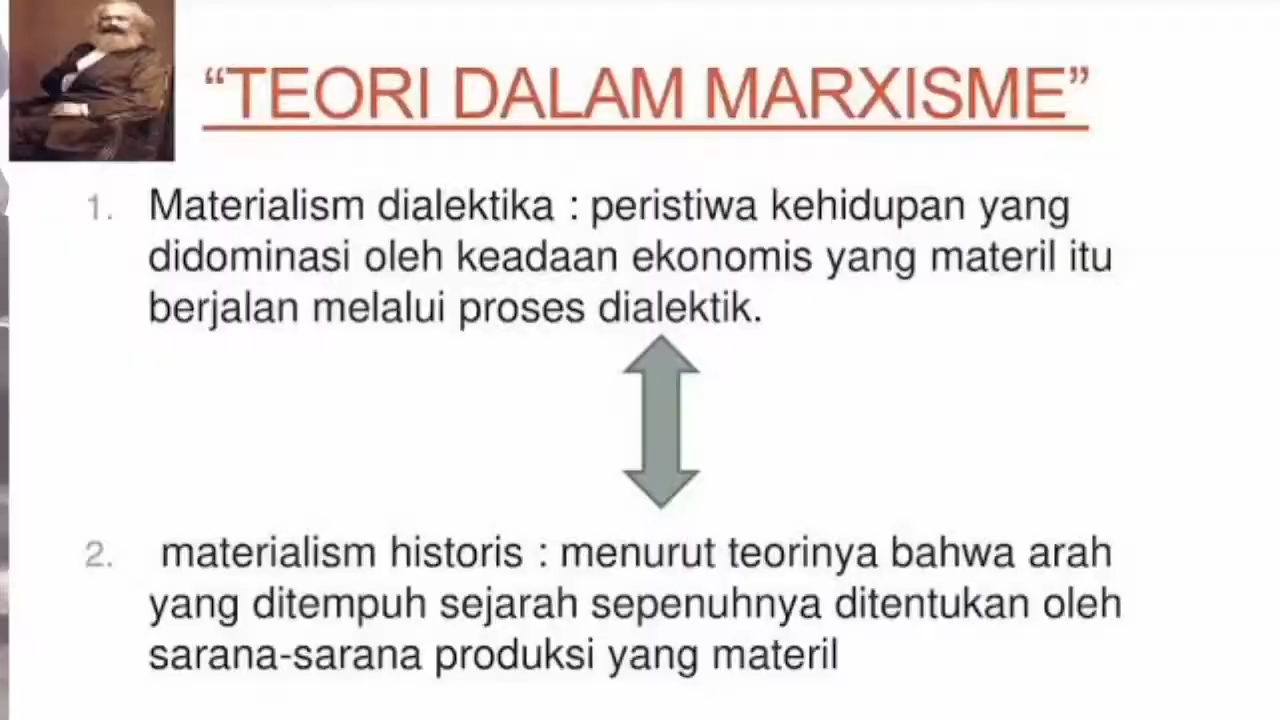 “TEORI DALAM MARXISME”
1. Materialism dialektika : peristiwa kehidupan yang
didominasi oleh keadaan ekonomis yang materil itu
berjalan melalui proses dialektik.
2. materialism historis : menurut teorinya bahwa arah
yang ditempuh sejarah sepenuhnya ditentukan oleh
sarana-sarana produksi yang materil